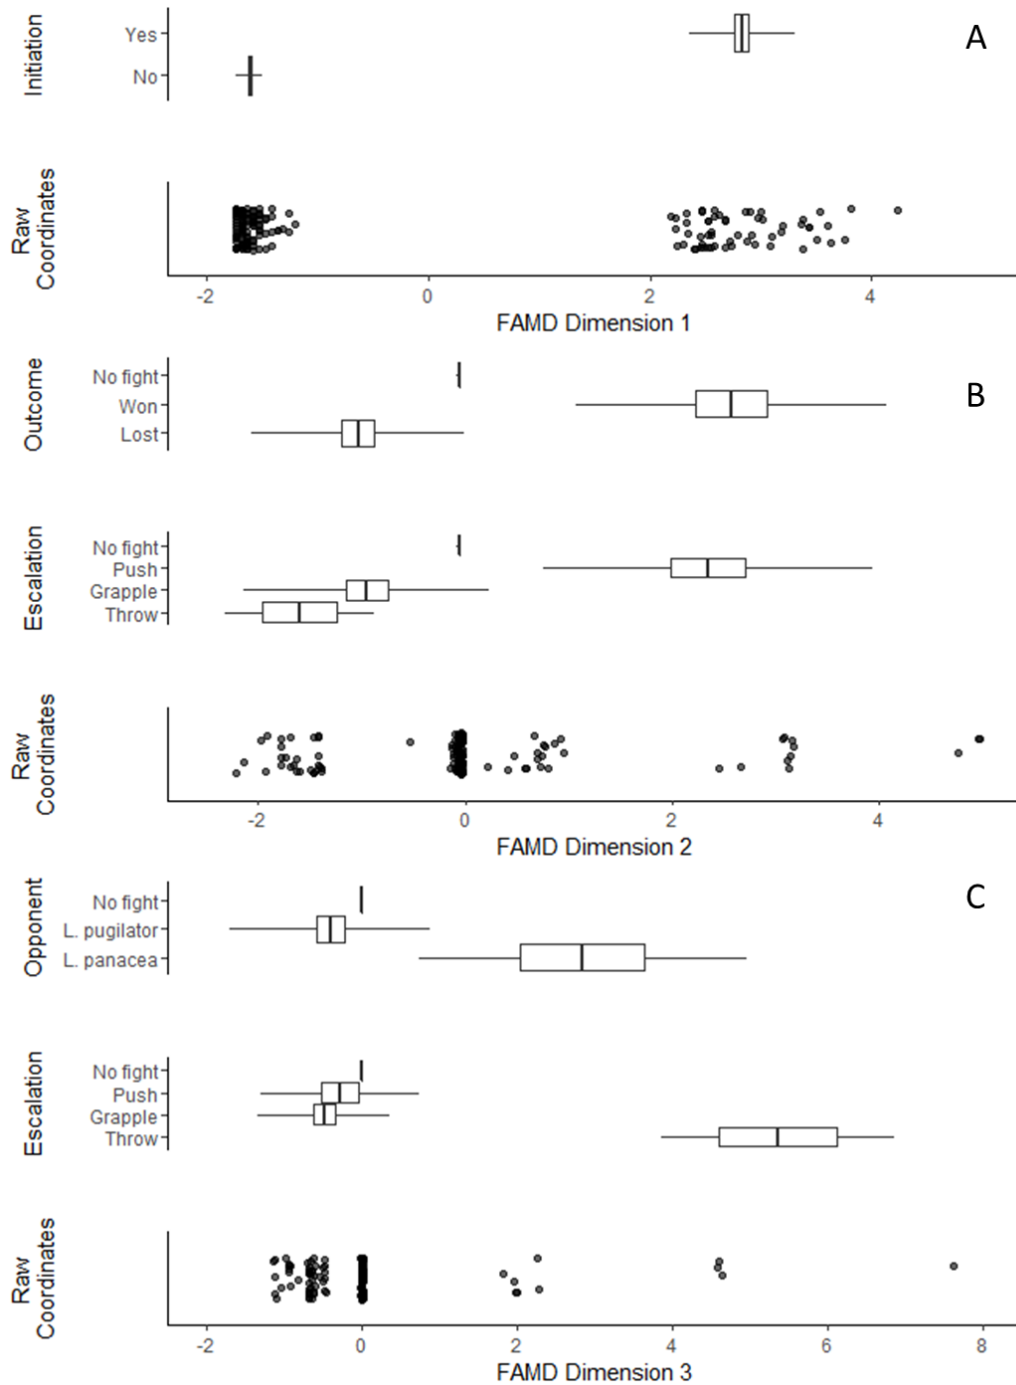 A
Initiation
Yes
No
Raw
Coordinates
-2 0 2 4
FAMD Dimension 1
B
Outcome
No fight
Won
Lost
Escalation
No fight
Push
Grapple
Throw
Raw
Coordinates
-2 0 2 4
FAMD Dimension 2
C
Opponent
No fight
L. pugilator
L. panacea
Escalation
No fight
Push
Grapple
Throw
Raw
Coordinates
-2 0 2 4 6 8
FAMD Dimension 3